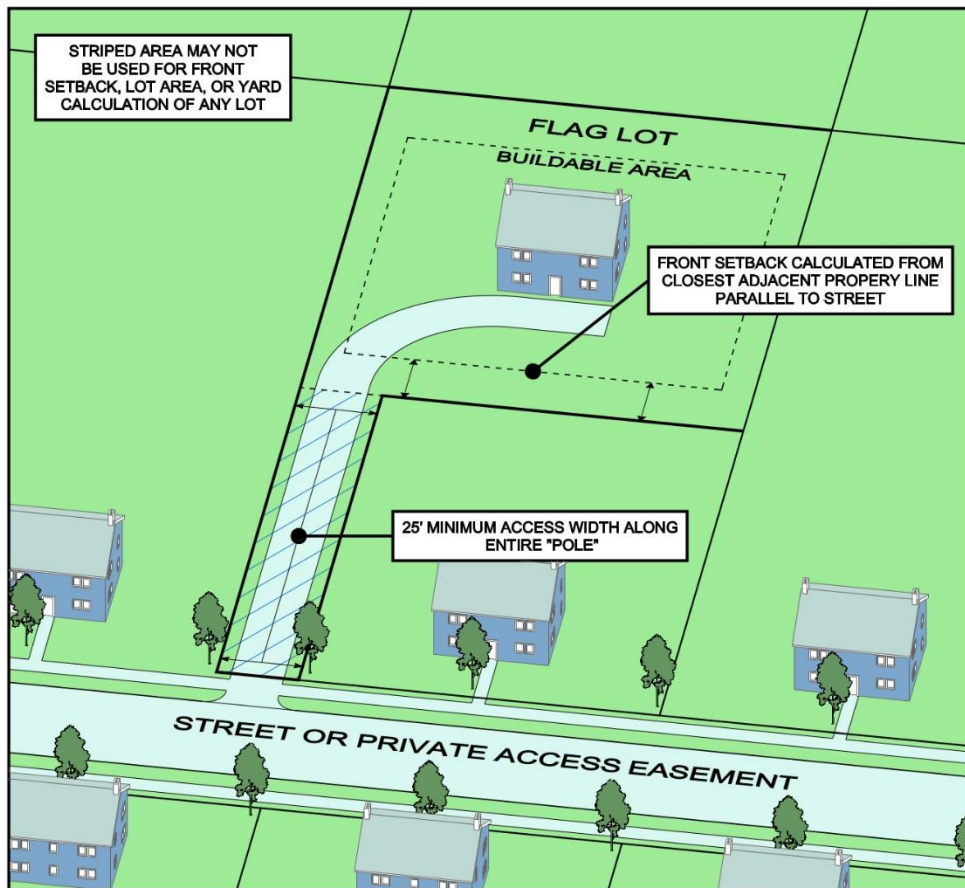 STRIPED AREA MAY NOT
BE USED FOR FRONT
SETBACK, LOT AREA, OR YARD
CALCULATION OF ANY LOT
FLAG LOT
BUILDABLE AREA
FRONT SETBACK CALCULATED FROM
CLOSEST ADJACENT PROPERY LINE
PARALLEL TO STREET
25' MINIMUM ACCESS WIDTH ALONG
ENTIRE "POLE"
STREET OR PRIVATE ACCESS EASEMENT